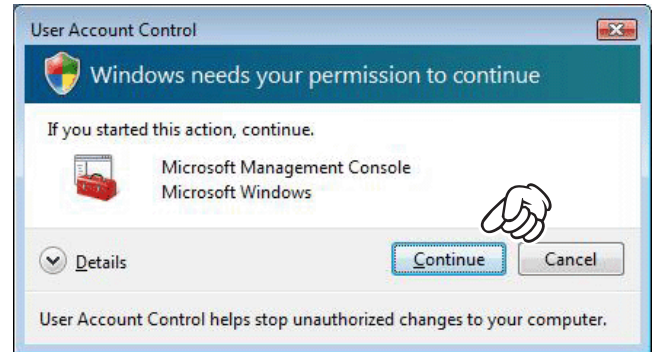 User Account Control
Windows needs your permission to continue
If you started this action, continue.
Microsoft Management Console
Microsoft Windows
Details
Continue
Cancel
User Account Control helps stop unauthorized changes to your computer.